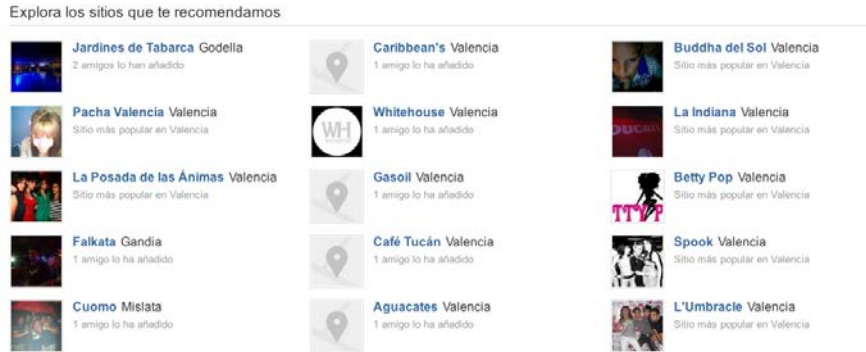 Explora los sitios que te recomendamos
Jardines de Tabarca Godella
2 amigos lo han añadido
Pacha Valencia Valencia
Sitio más popular en Valencia
La Posada de las Ánimas Valencia
Sitio más popular en Valencia
Falkata Gandia
1 amigo lo ha añadido
Cuomo Mislata
1 amigo lo ha añadido
Caribbean's Valencia
1 amigo lo ha añadido
WH
Whitehouse Valencia
1 amigo lo ha añadido
Gasoil Valencia
1 amigo lo ha añadido
Café Tucán Valencia
1 amigo lo ha añadido
Aguacates Valencia
1 amigo lo ha añadido
Buddha del Sol Valencia
Sitio más popular en Valencia
DUCATI
La Indiana Valencia
Sitio más popular en Valencia
TTY P
Betty Pop Valencia
Sitio más popular en Valencia
Spook Valencia
Sitio más popular en Valencia
L'Umbracle Valencia
Sitio más popular en Valencia